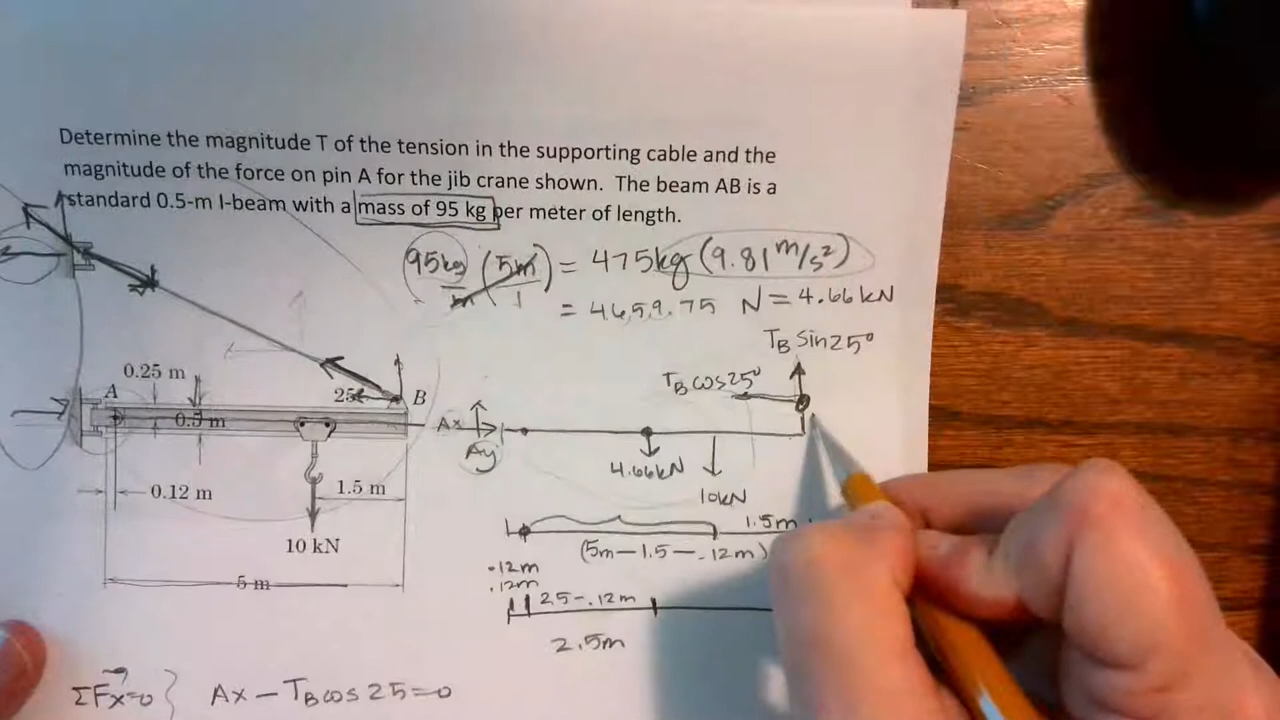 Determine the magnitude T of the tension in the supporting cable and the
magnitude of the force on pin A for the jib crane shown. The beam AB is a
standard 0.5-m I-beam with a mass of 95 kg per meter of length.
95kg/m (5m/1) = 475kg (9.81 m/s²)
= 4659.75 N = 4.66kN
TB sin25°
TB cos25°
0.25 m
A
25
B
0.5 m
Ax
Ay
4.66kN
10kN
0.12 m
1.5 m
1.5m
10 kN
(5m-1.5-.12m)
.12m
.12m
2.5-.12m
5 m
2.5m
ΣFx=0} Ax - TB cos 25=0